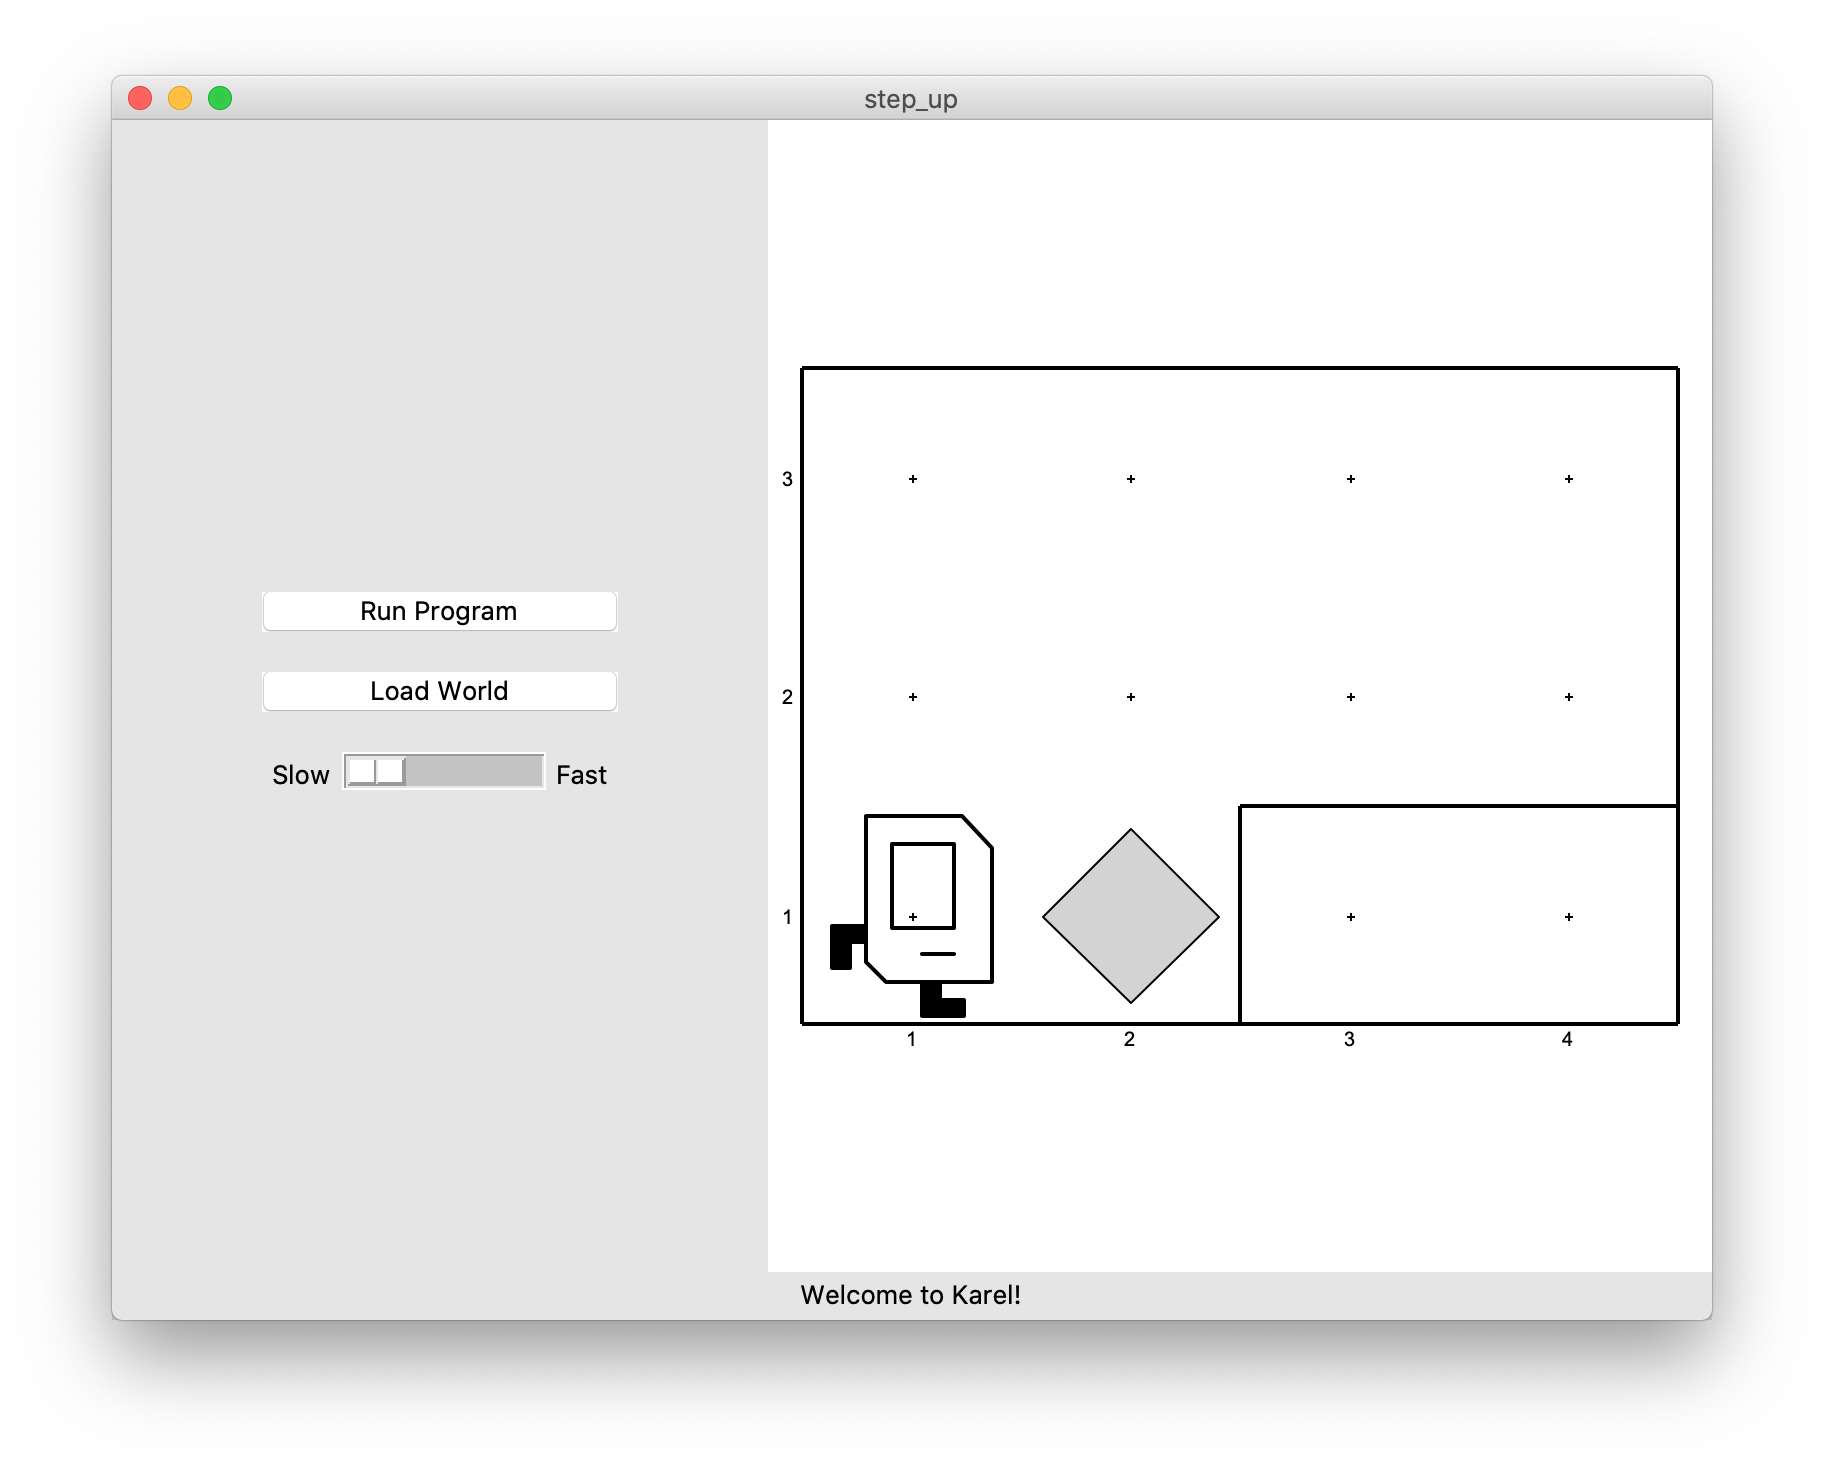 step_up
Run Program
Load World
Slow Fast
3
2
1
1 2 3 4
Welcome to Karel!